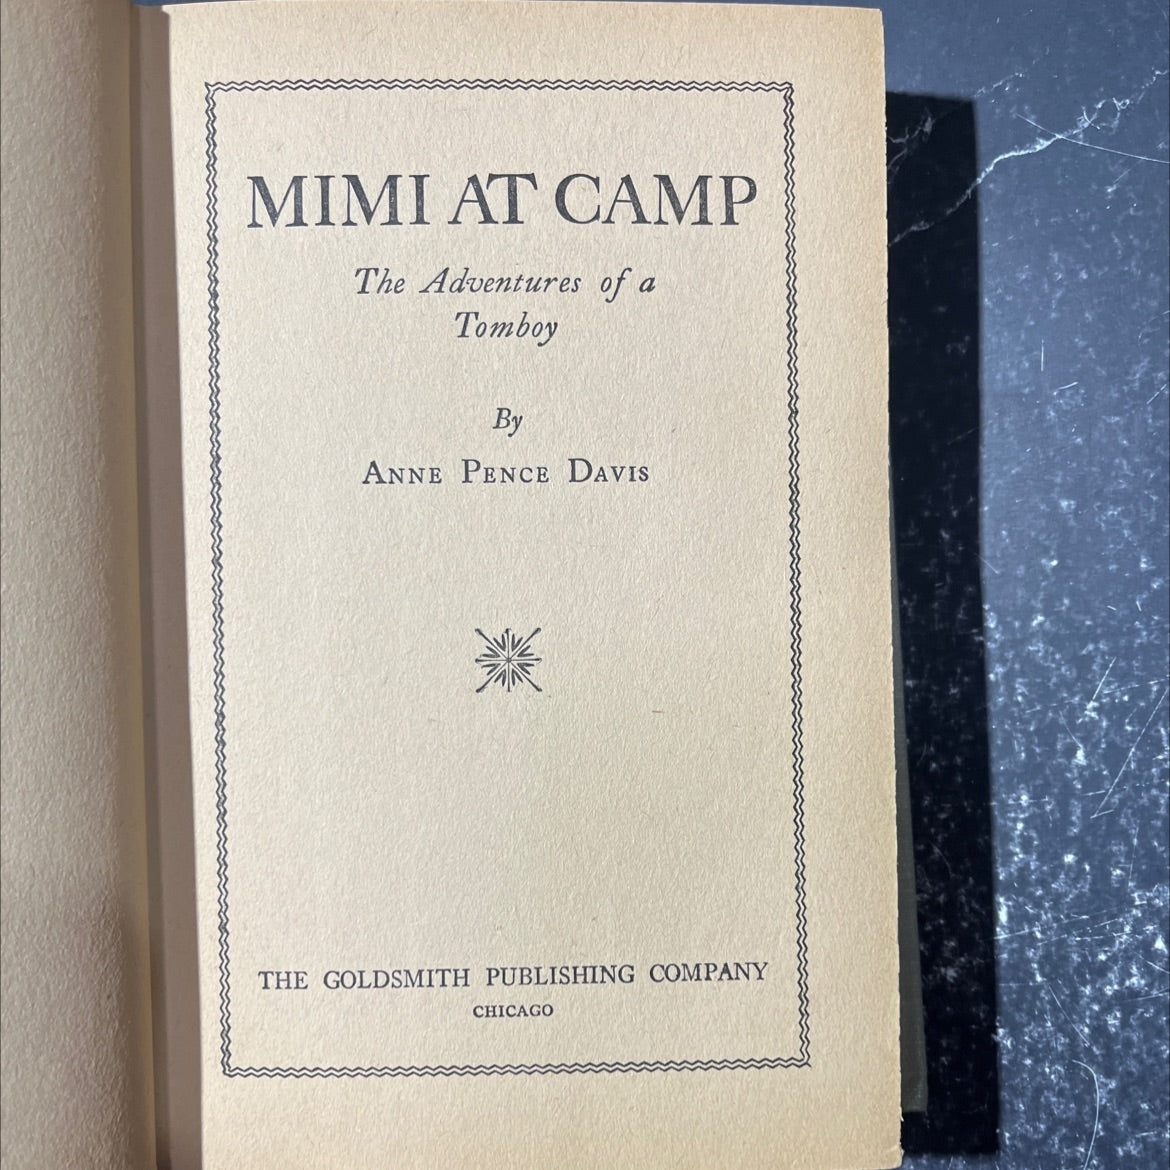 MIMI AT CAMP
The Adventures of a
Tomboy
By
ANNE PENCE DAVIS
THE GOLDSMITH PUBLISHING COMPANY
CHICAGO